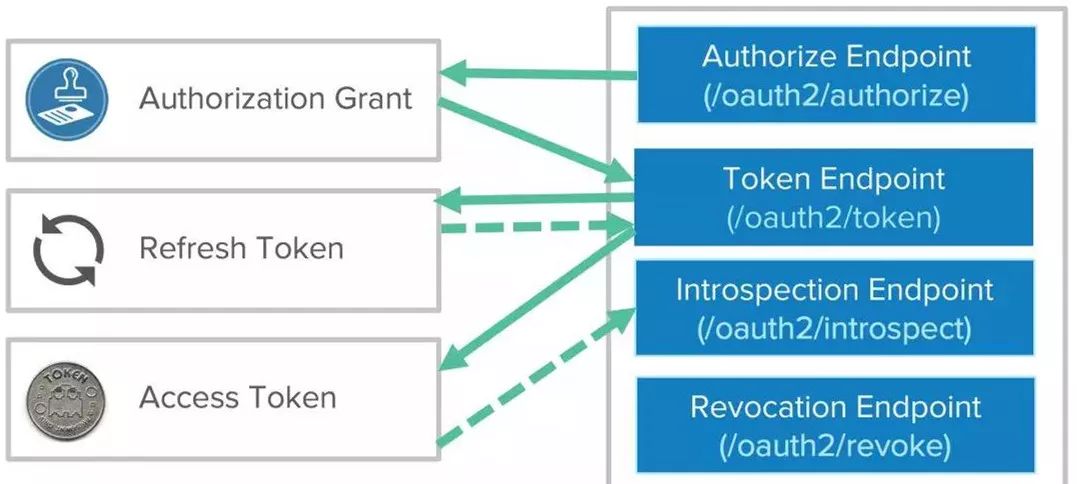 Authorization Grant
Refresh Token
TOKEN
Access Token
Authorize Endpoint
(/oauth2/authorize)
Token Endpoint
(/oauth2/token)
Introspection Endpoint
(/oauth2/introspect)
Revocation Endpoint
(/oauth2/revoke)